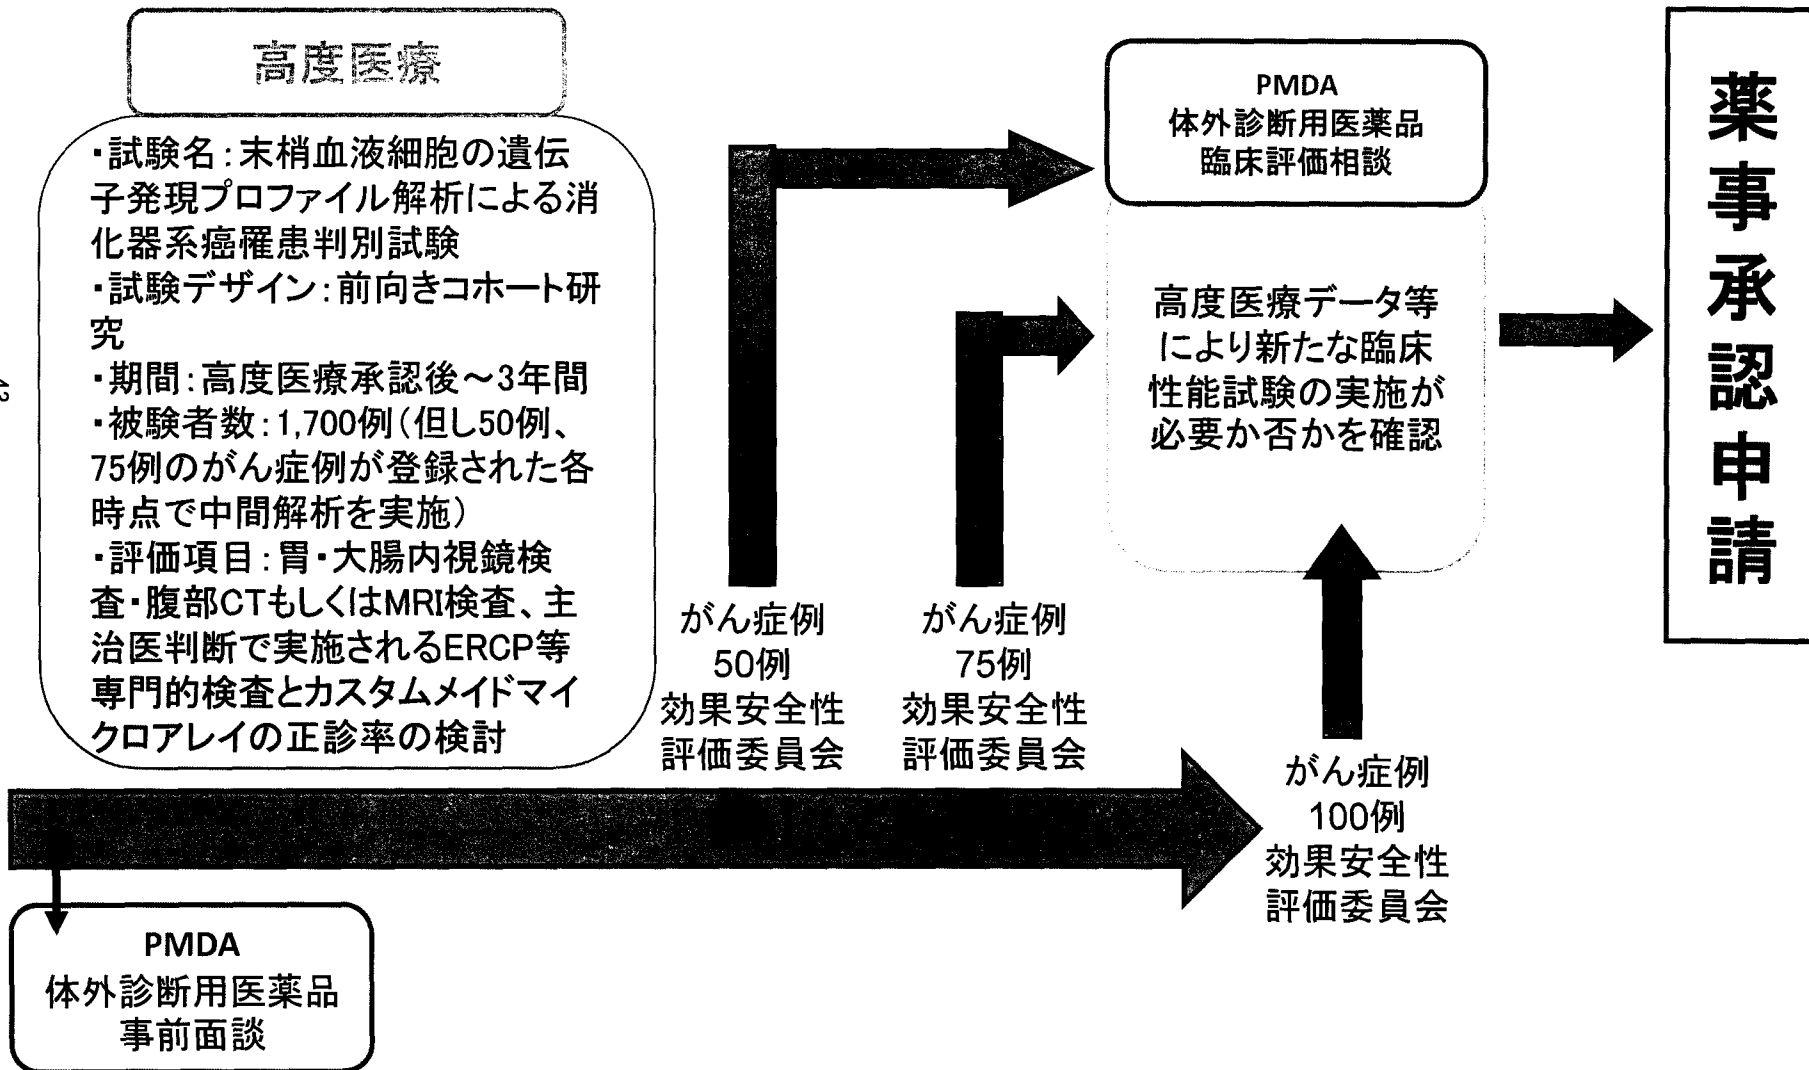 高度医療
・試験名：末梢血液細胞の遺伝
子発現プロファイル解析による消
化器系癌罹患判別試験
・試験デザイン：前向きコホート研
究
・期間：高度医療承認後～3年間
・被験者数：1,700例（但し50例、
75例のがん症例が登録された各
時点で中間解析を実施）
・評価項目：胃・大腸内視鏡検
査・腹部CTもしくはMRI検査、主
治医判断で実施されるERCP等
専門的検査とカスタムメイドマイ
クロアレイの正診率の検討
がん症例
50例
効果安全性
評価委員会
がん症例
75例
効果安全性
評価委員会
がん症例
100例
効果安全性
評価委員会
PMDA
体外診断用医薬品
臨床評価相談
高度医療データ等
により新たな臨床
性能試験の実施が
必要か否かを確認
薬事承認申請
PMDA
体外診断用医薬品
事前面談